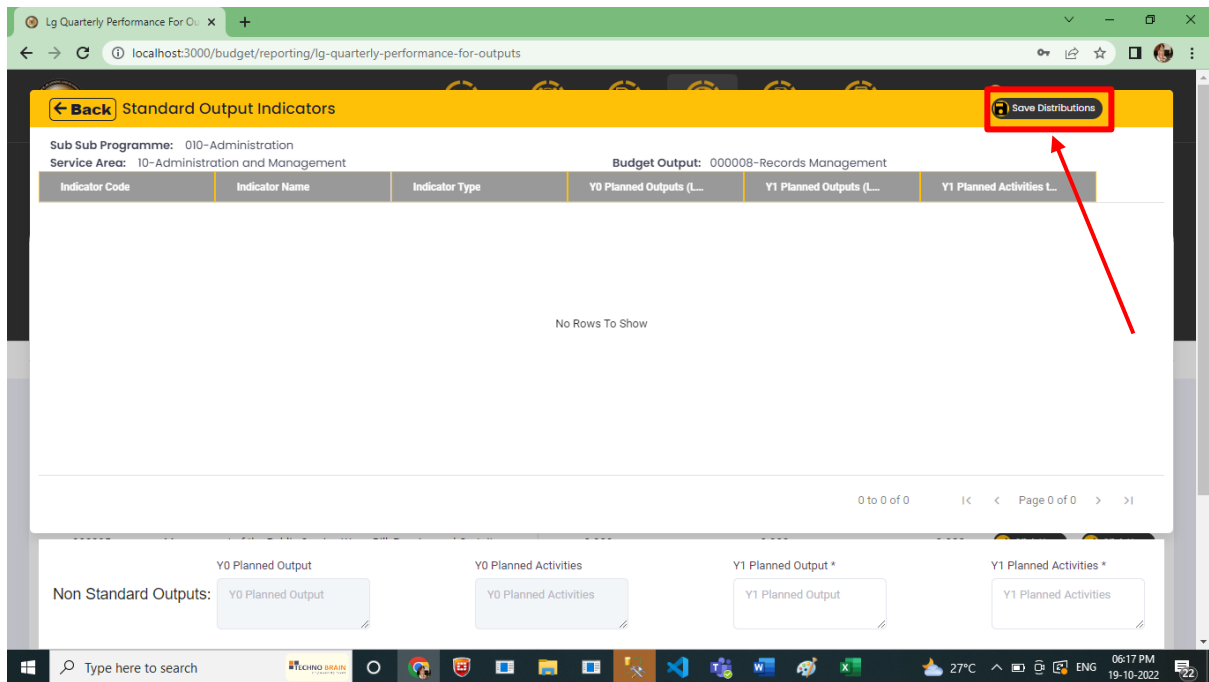 Lg Quarterly Performance For Ou
localhost:3000/budget/reporting/lg-quarterly-performance-for-outputs
Back Standard Output Indicators
Save Distributions
Sub Sub Programme: 010-Administration
Service Area: 10-Administration and Management Budget Output: 000008-Records Management
Indicator Code Indicator Name Indicator Type Y0 Planned Outputs (L... Y1 Planned Outputs (L... Y1 Planned Activities t...
No Rows To Show
0 to 0 of 0 Page 0 of 0
Y0 Planned Output Y0 Planned Activities Y1 Planned Output * Y1 Planned Activities *
Non Standard Outputs: Y0 Planned Output Y0 Planned Activities Y1 Planned Output Y1 Planned Activities
Type here to search TECHNO BRAIN 27°C ENG 06:17 PM
19-10-2022 22